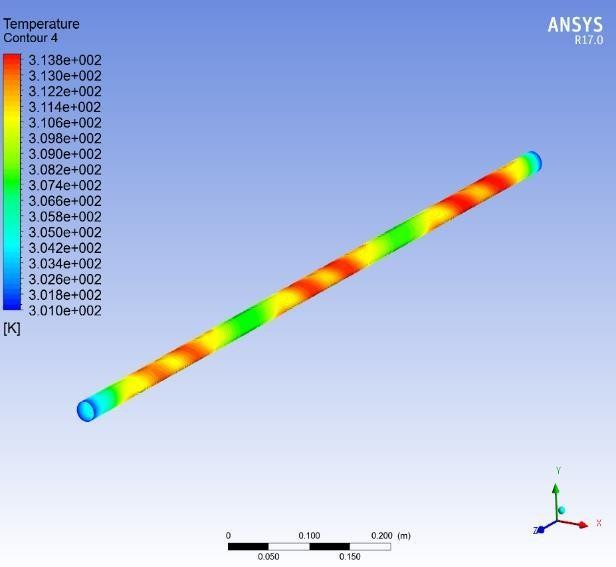 Temperature
Contour 4
ANSYS
R17.0
3.138e+002
3.130e+002
3.122e+002
3.114e+002
3.106e+002
3.098e+002
3.090e+002
3.082e+002
3.074e+002
3.066e+002
3.058e+002
3.050e+002
3.042e+002
3.034e+002
3.026e+002
3.018e+002
3.010e+002
[K]
Y
X
Z
0 0.100 0.200 (m)
0.050 0.150